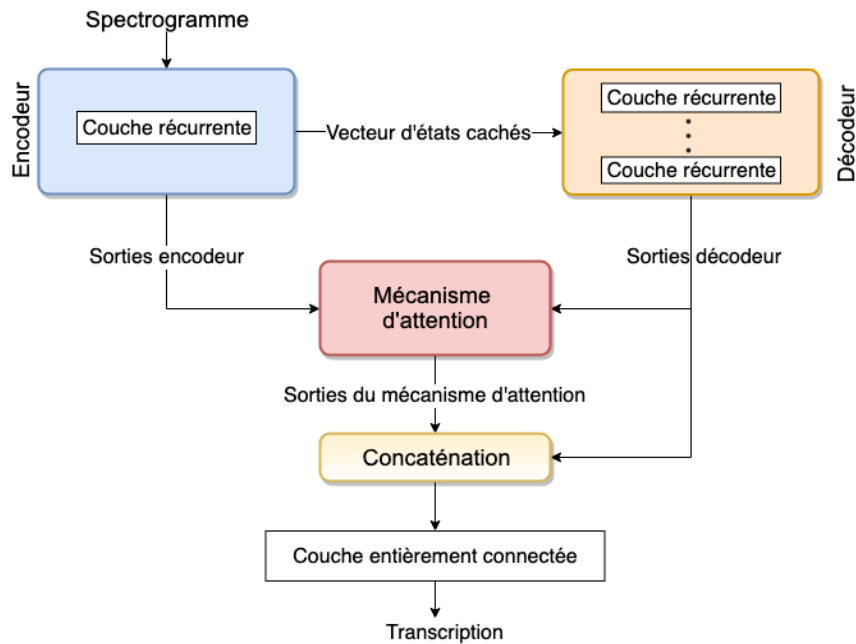 Spectrogramme
Encodeur
Couche récurrente
Vecteur d'états cachés
Couche récurrente
Couche récurrente
Décodeur
Sorties encodeur
Sorties décodeur
Mécanisme
d'attention
Sorties du mécanisme d'attention
Concaténation
Couche entièrement connectée
Transcription